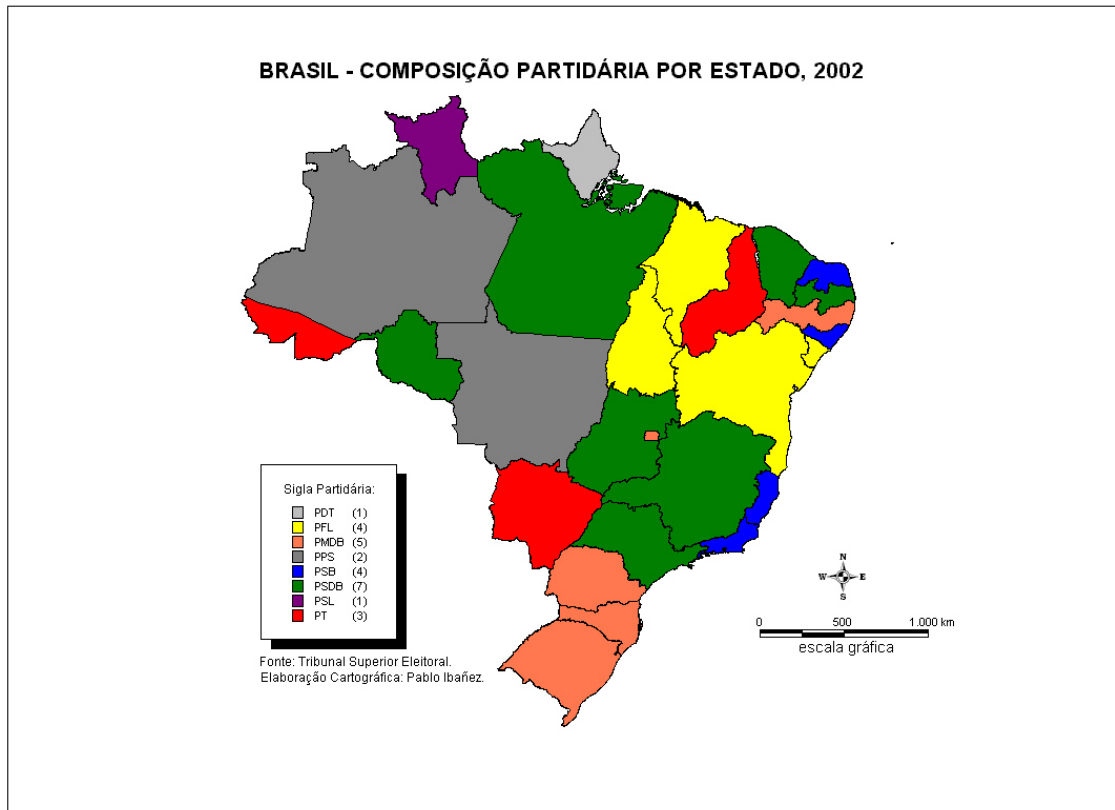 BRASIL - COMPOSIÇÃO PARTIDÁRIA POR ESTADO, 2002
Sigla Partidária:
PDT (1)
PFL (4)
PMDB (5)
PPS (2)
PSB (4)
PSDB (7)
PSL (1)
PT (3)
N
W E
S
0 500 1.000 km
escala gráfica
Fonte: Tribunal Superior Eleitoral.
Elaboração Cartográfica: Pablo Ibañez.